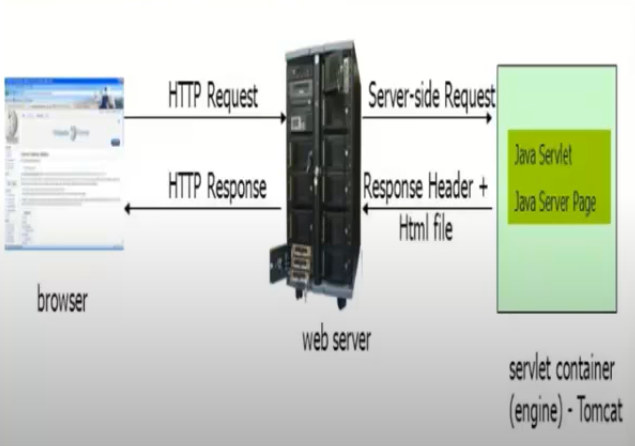 HTTP Request
Server-side Request
Java Servlet
Java Server Page
HTTP Response
Response Header +
Html file
browser
web server
servlet container
(engine) - Tomcat